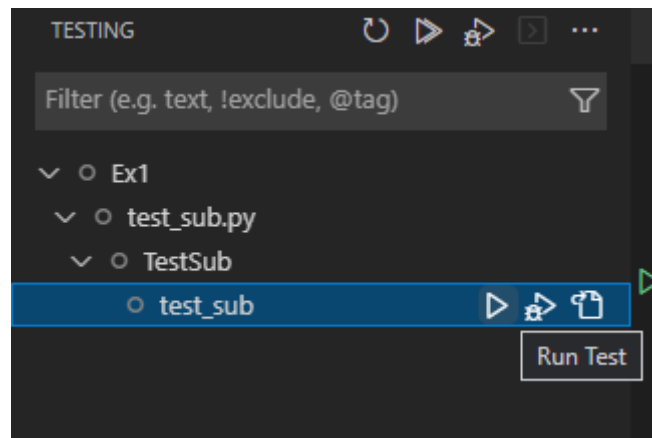 TESTING
Filter (e.g. text, !exclude, @tag)
Ex1
test_sub.py
TestSub
test_sub
Run Test